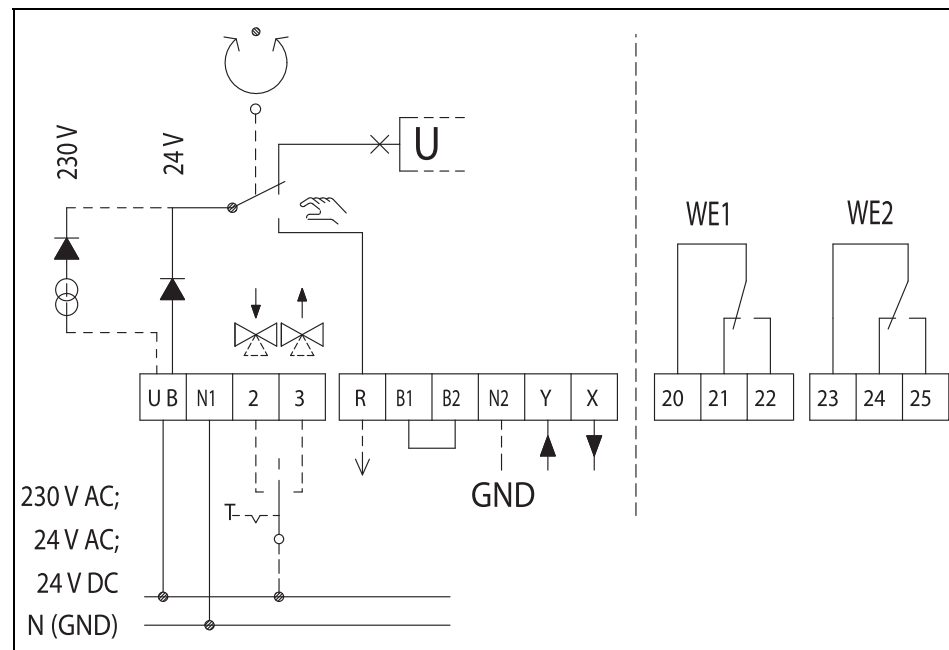 230 V
24 V
U
WE1
WE2
U B N1 2 3 R B1 B2 N2 Y X 20 21 22 23 24 25
GND
T
230 V AC;
24 V AC;
24 V DC
N (GND)